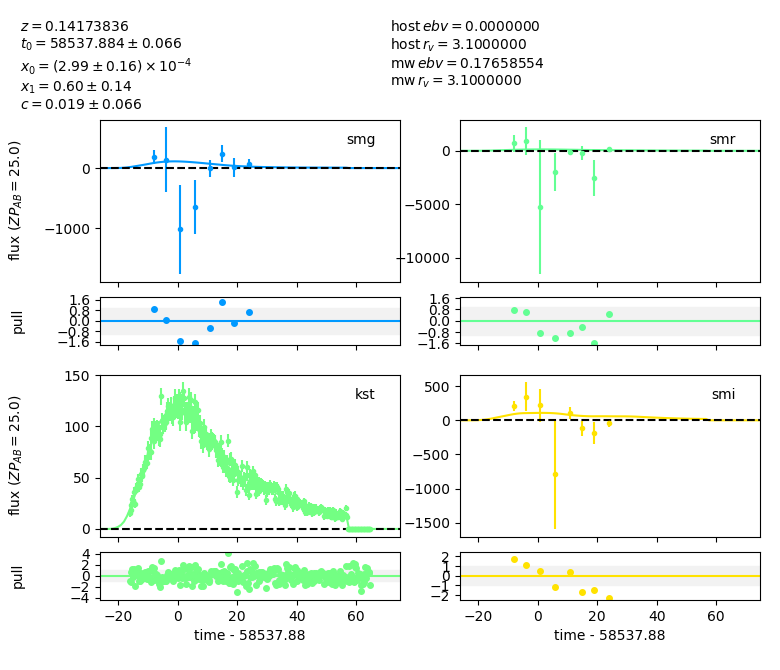 z = 0.14173836
t₀ = 58537.884 ± 0.066
x₀ = (2.99 ± 0.16) × 10⁻⁴
x₁ = 0.60 ± 0.14
c = 0.019 ± 0.066
host ebv = 0.0000000
host r_v = 3.1000000
mw ebv = 0.17658554
mw r_v = 3.1000000
flux (ZP_AB = 25.0)
0
−1000
smg
0
−5000
−10000
smr
pull
1.6
0.8
0.0
−0.8
−1.6
1.6
0.8
0.0
−0.8
−1.6
flux (ZP_AB = 25.0)
150
100
50
0
kst
500
0
−500
−1000
−1500
smi
pull
4
2
0
−2
−4
2
1
0
−1
−2
−20 0 20 40 60
time - 58537.88
−20 0 20 40 60
time - 58537.88